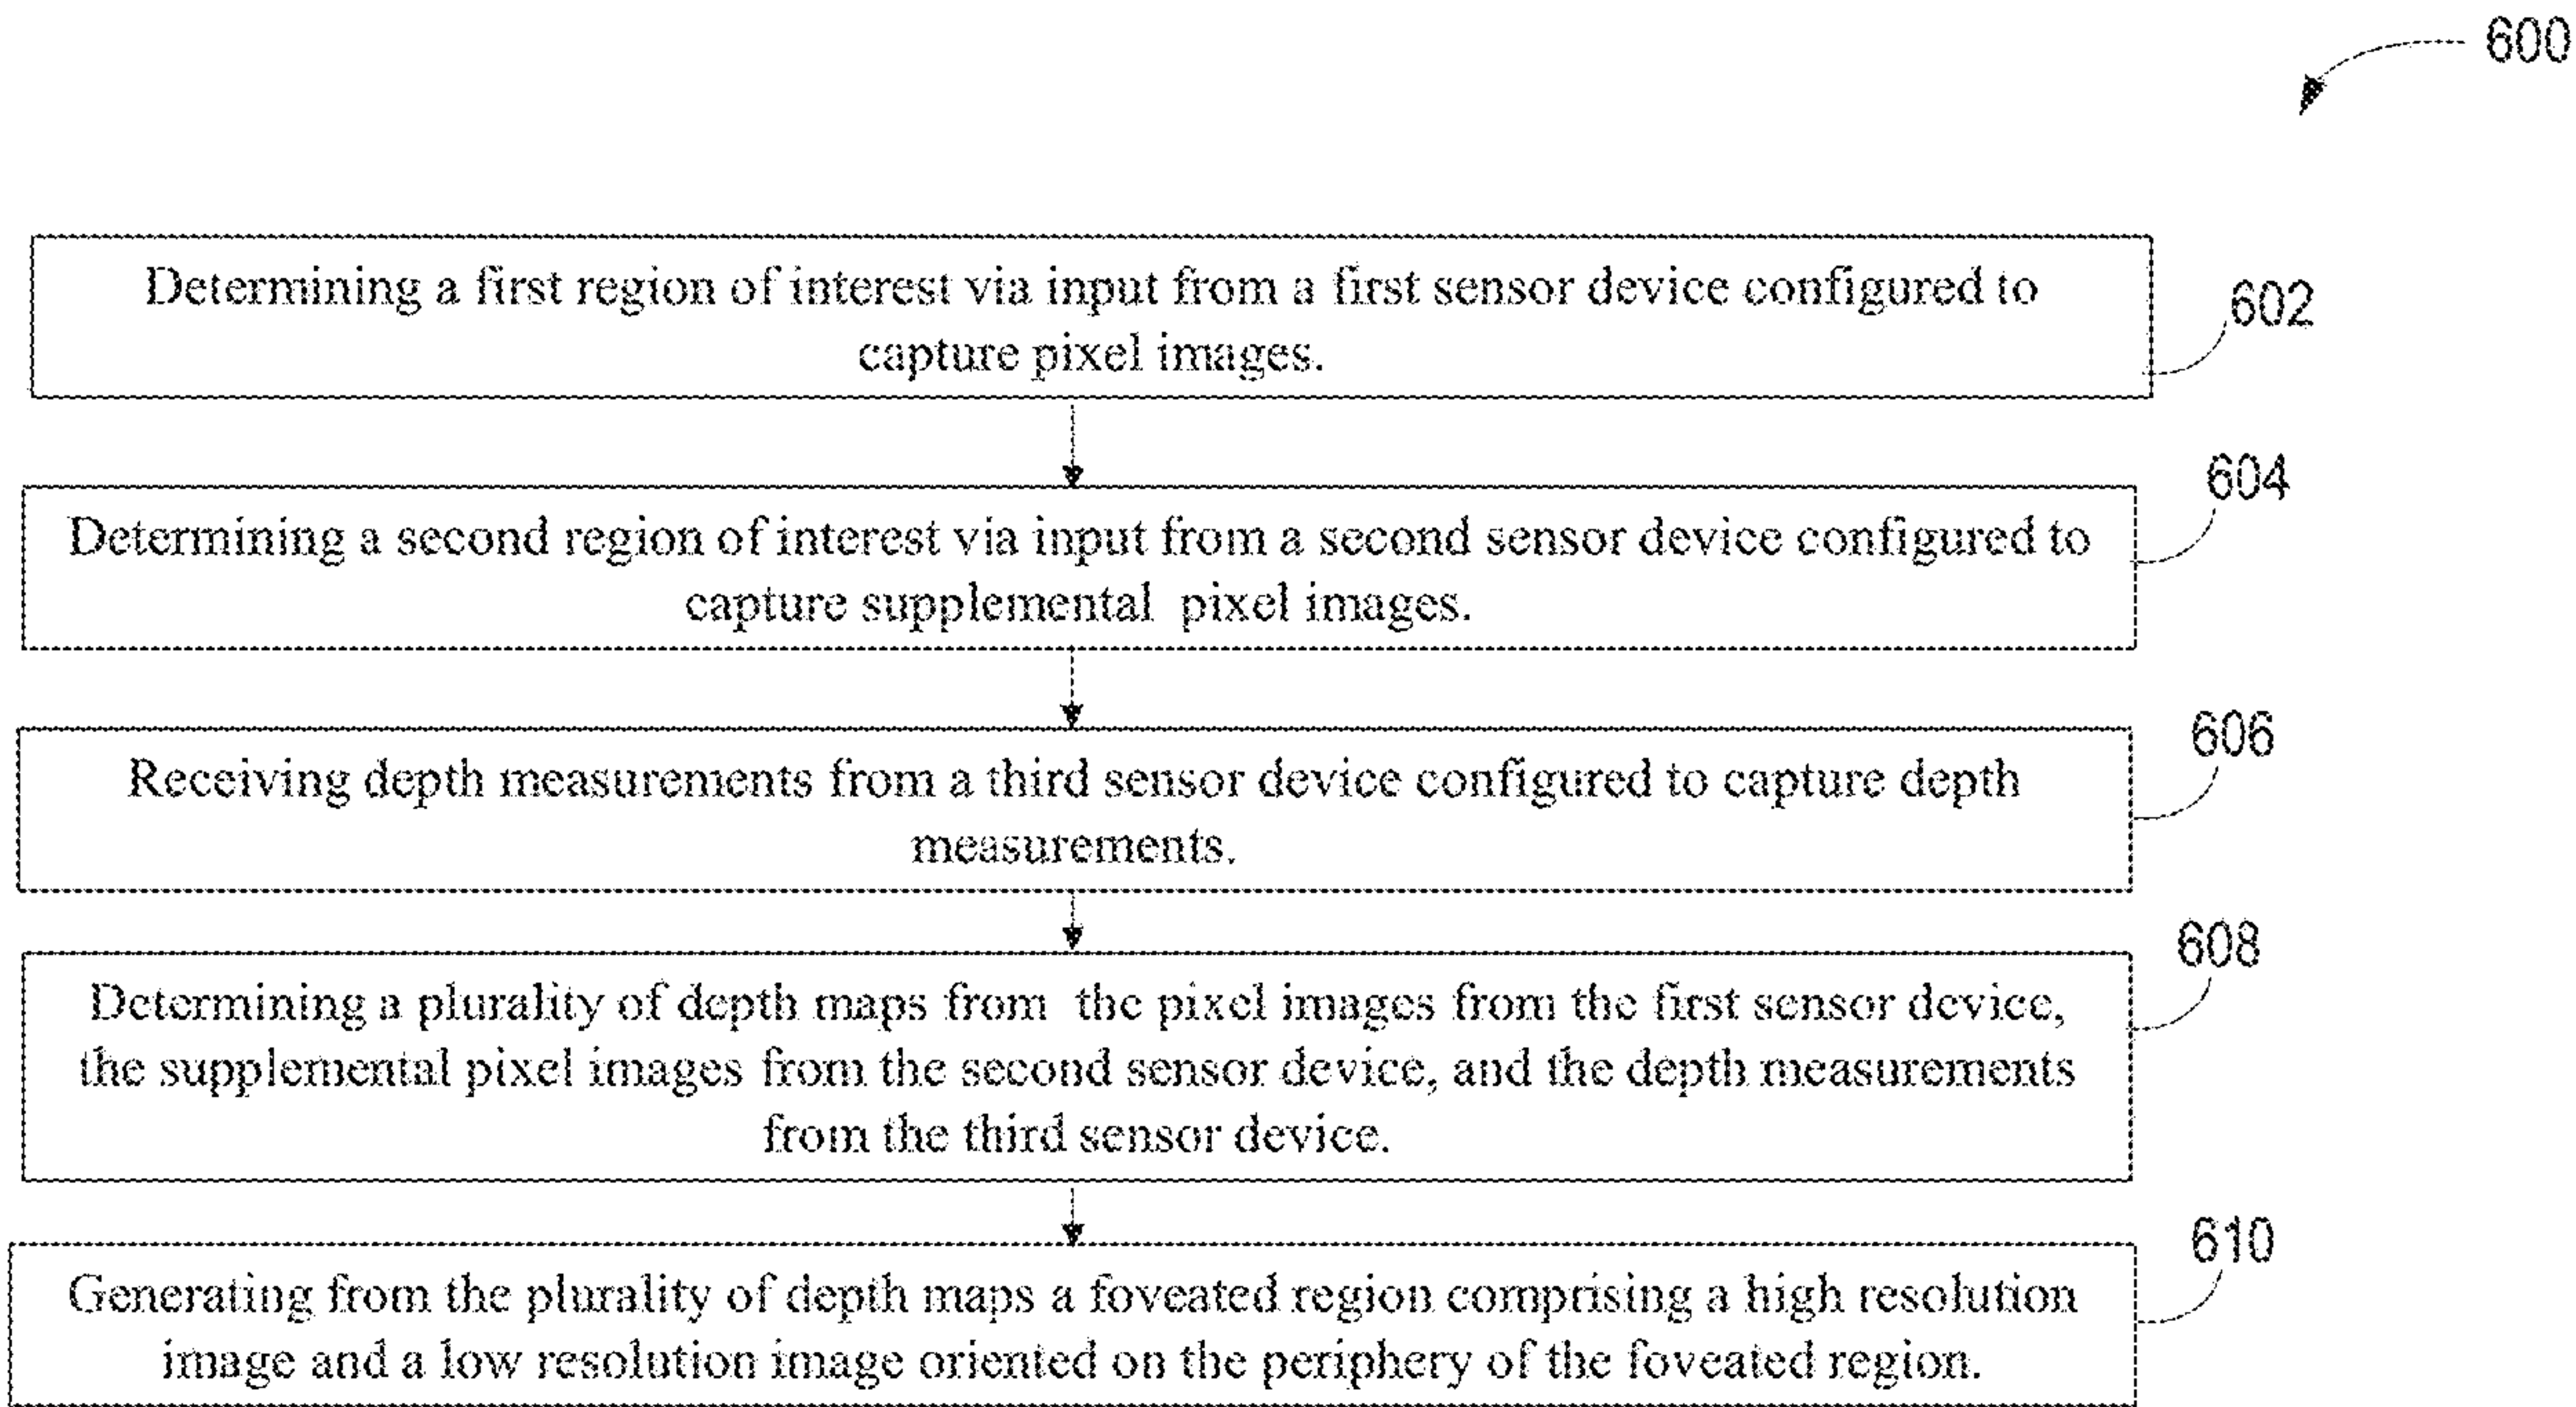 600
Determining a first region of interest via input from a first sensor device configured to
capture pixel images.
602
Determining a second region of interest via input from a second sensor device configured to
capture supplemental pixel images.
604
Receiving depth measurements from a third sensor device configured to capture depth
measurements.
606
Determining a plurality of depth maps from the pixel images from the first sensor device,
the supplemental pixel images from the second sensor device, and the depth measurements
from the third sensor device.
608
Generating from the plurality of depth maps a foveated region comprising a high resolution
image and a low resolution image oriented on the periphery of the foveated region.
610